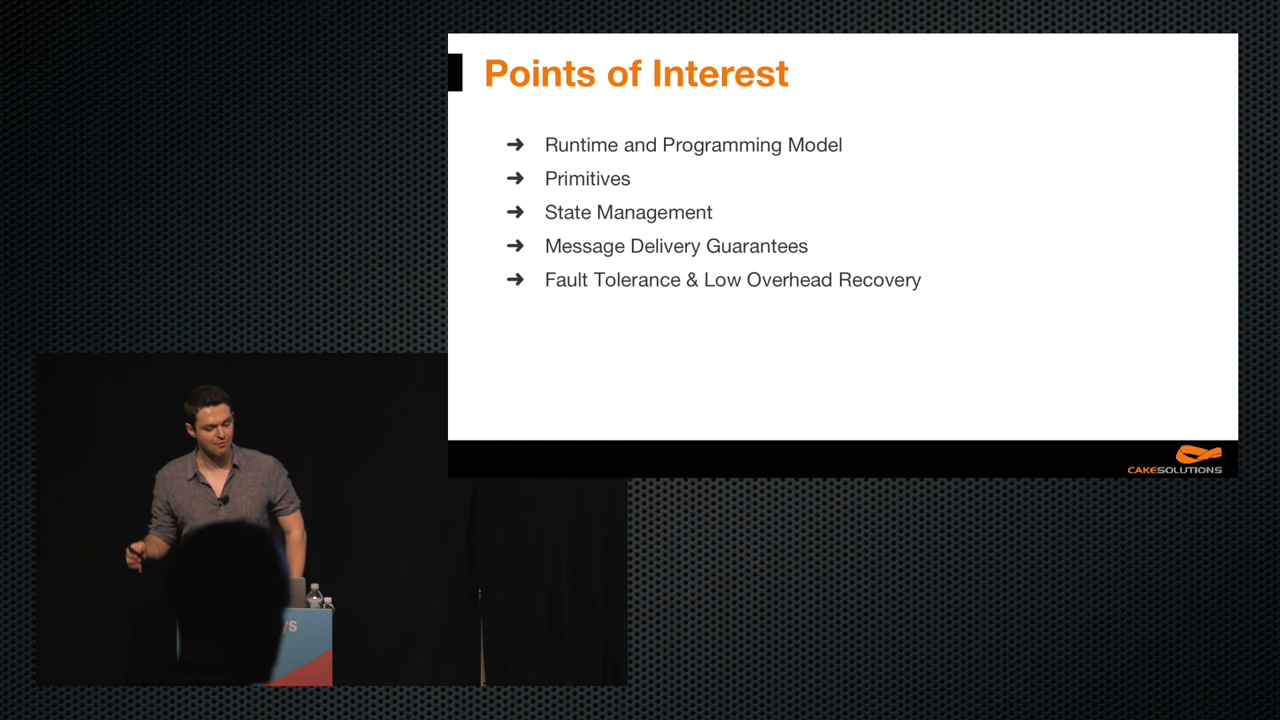 Points of Interest
➔ Runtime and Programming Model
➔ Primitives
➔ State Management
➔ Message Delivery Guarantees
➔ Fault Tolerance & Low Overhead Recovery
CAKESOLUTIONS